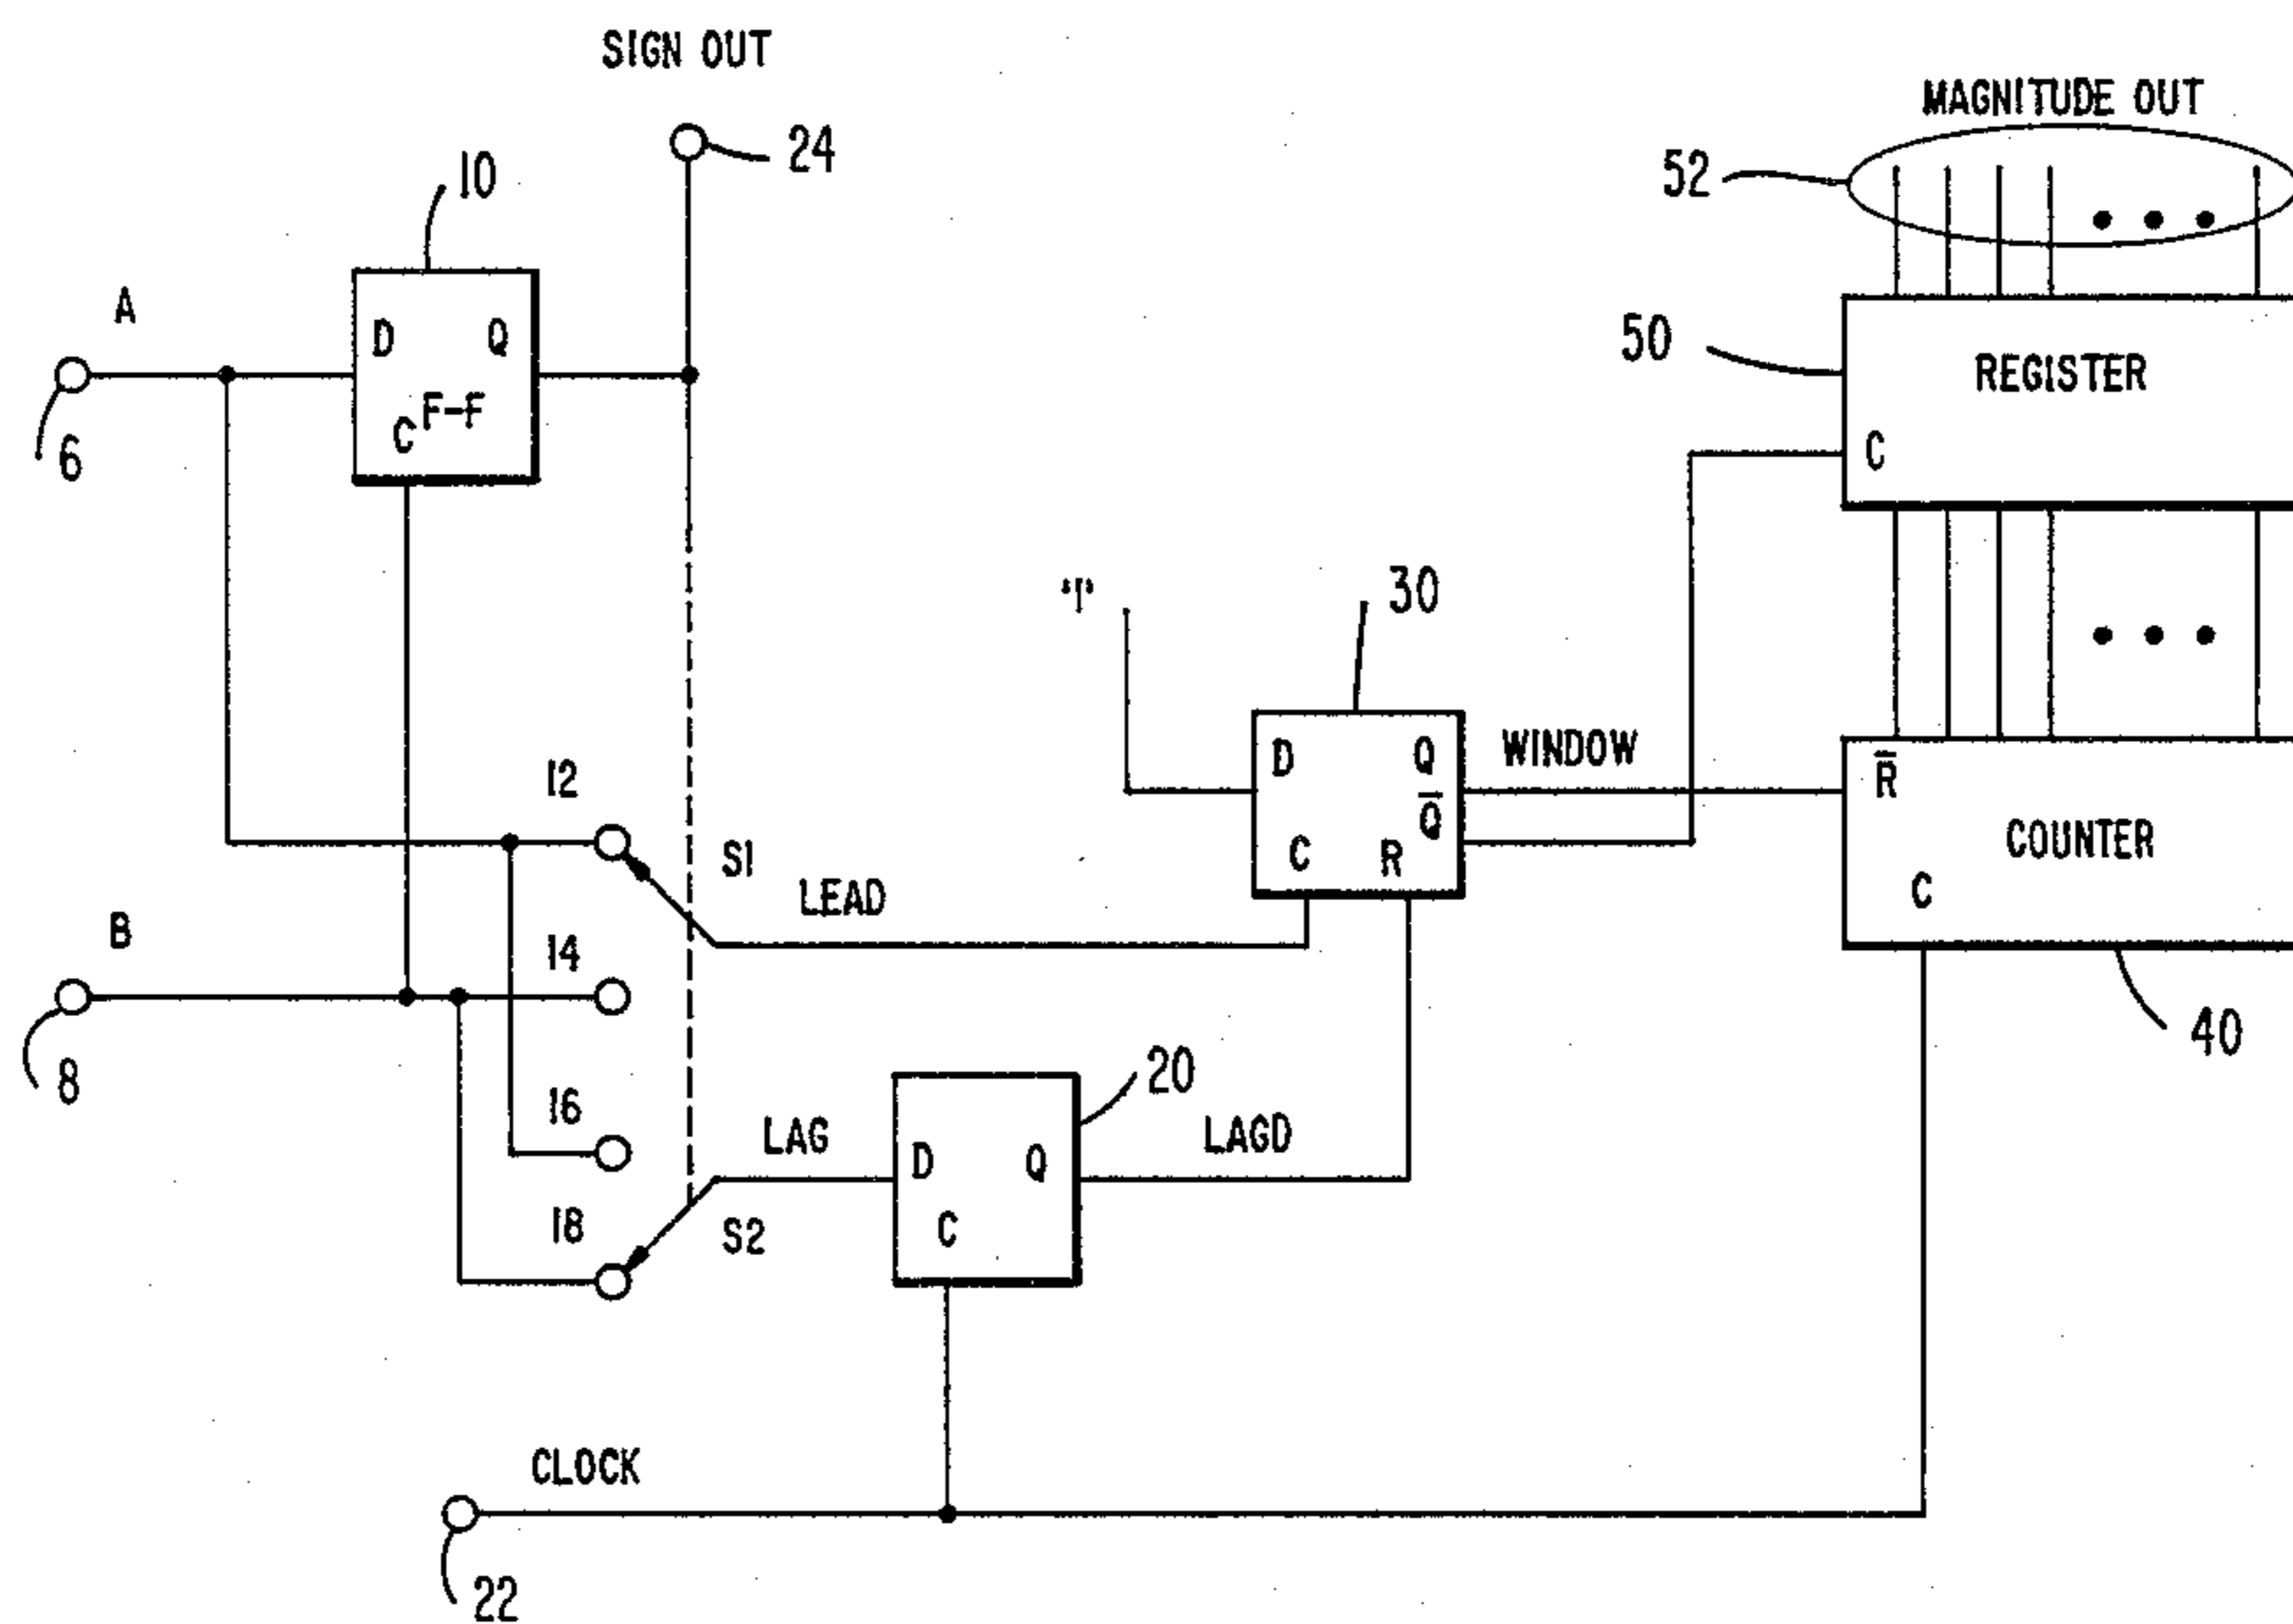 SIGN OUT
24
MAGNITUDE OUT
52
10
A
D Q
F-F
C
6
50
REGISTER
C
"1"
30
D Q
Q̅
C R
WINDOW
R̅
COUNTER
C
40
12
S1
LEAD
B
14
8
16
18
LAG
S2
20
D Q
C
LAGD
CLOCK
22